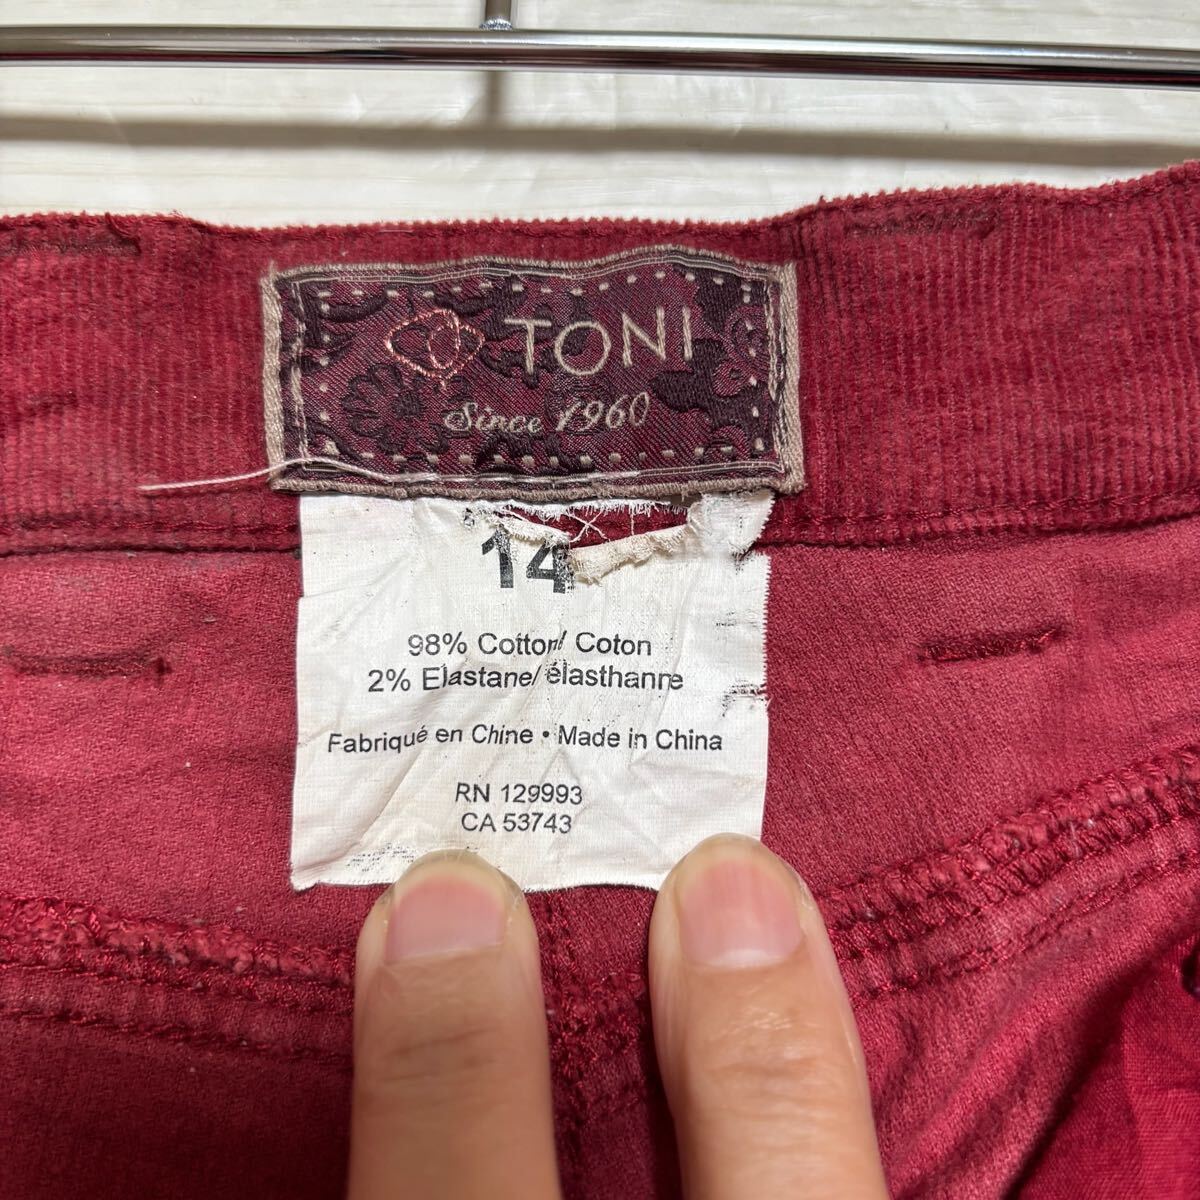 TONI
Since 1960
14
98% Cotton/ Coton
2% Elastane/ élasthanne
Fabriqué en Chine • Made in China
RN 129993
CA 53743